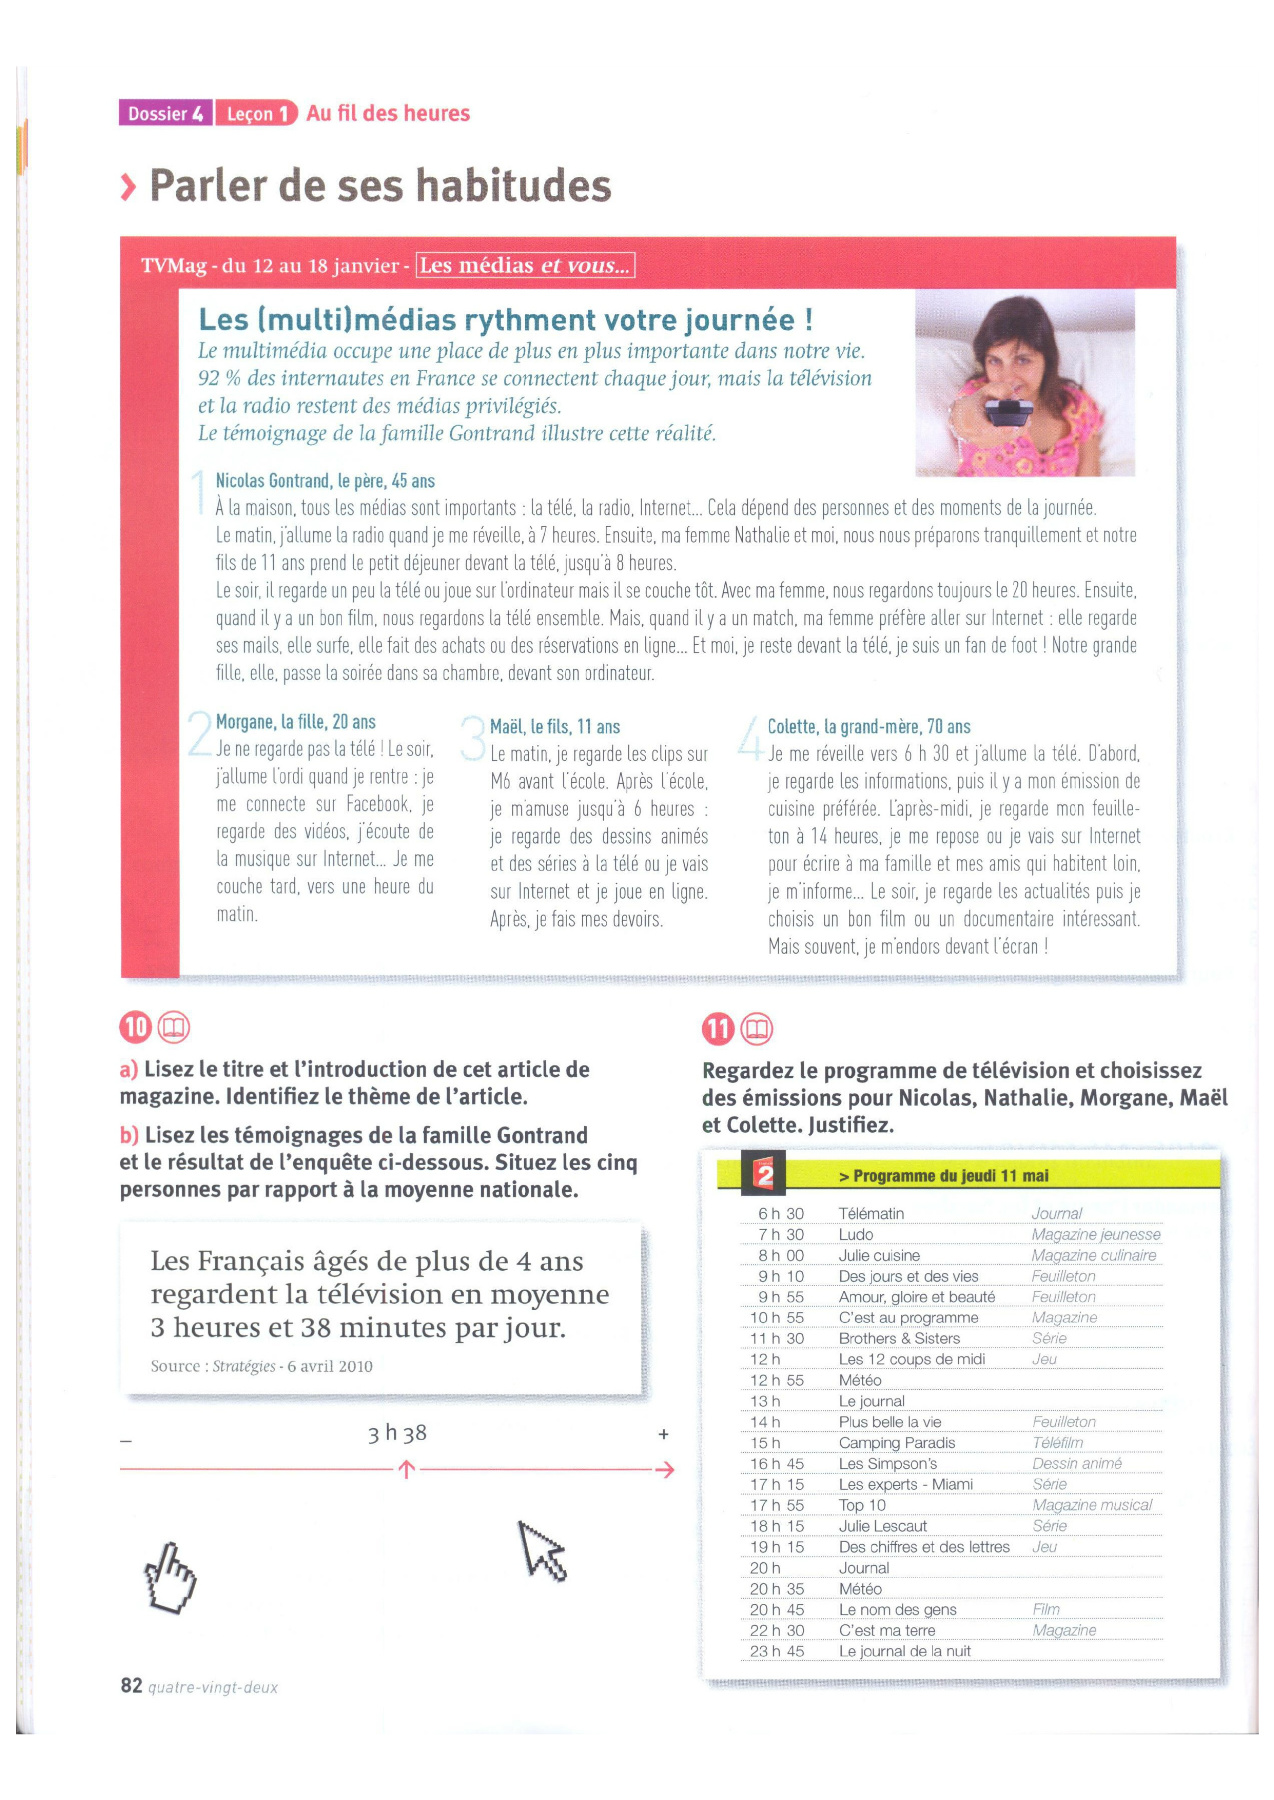 Dossier 4 Leçon 1 Au fil des heures
› Parler de ses habitudes
TVMag - du 12 au 18 janvier - Les médias et vous...
Les (multi)médias rythment votre journée !
Le multimédia occupe une place de plus en plus importante dans notre vie.
92 % des internautes en France se connectent chaque jour, mais la télévision
et la radio restent des médias privilégiés.
Le témoignage de la famille Gontrand illustre cette réalité.
1 Nicolas Gontrand, le père, 45 ans
À la maison, tous les médias sont importants : la télé, la radio, Internet... Cela dépend des personnes et des moments de la journée.
Le matin, j'allume la radio quand je me réveille, à 7 heures. Ensuite, ma femme Nathalie et moi, nous nous préparons tranquillement et notre
fils de 11 ans prend le petit déjeuner devant la télé, jusqu'à 8 heures.
Le soir, il regarde un peu la télé ou joue sur l'ordinateur mais il se couche tôt. Avec ma femme, nous regardons toujours le 20 heures. Ensuite,
quand il y a un bon film, nous regardons la télé ensemble. Mais, quand il y a un match, ma femme préfère aller sur Internet : elle regarde
ses mails, elle surfe, elle fait des achats ou des réservations en ligne... Et moi, je reste devant la télé, je suis un fan de foot ! Notre grande
fille, elle, passe la soirée dans sa chambre, devant son ordinateur.
2 Morgane, la fille, 20 ans
Je ne regarde pas la télé ! Le soir,
j'allume l'ordi quand je rentre : je
me connecte sur Facebook, je
regarde des vidéos, j'écoute de
la musique sur Internet... Je me
couche tard, vers une heure du
matin.
3 Maël, le fils, 11 ans
Le matin, je regarde les clips sur
M6 avant l'école. Après l'école,
je m'amuse jusqu'à 6 heures :
je regarde des dessins animés
et des séries à la télé ou je vais
sur Internet et je joue en ligne.
Après, je fais mes devoirs.
4 Colette, la grand-mère, 70 ans
Je me réveille vers 6 h 30 et j'allume la télé. D'abord,
je regarde les informations, puis il y a mon émission de
cuisine préférée. L'après-midi, je regarde mon feuille-
ton à 14 heures, je me repose ou je vais sur Internet
pour écrire à ma famille et mes amis qui habitent loin,
je m'informe... Le soir, je regarde les actualités puis je
choisis un bon film ou un documentaire intéressant.
Mais souvent, je m'endors devant l'écran !
10
a) Lisez le titre et l'introduction de cet article de
magazine. Identifiez le thème de l'article.
b) Lisez les témoignages de la famille Gontrand
et le résultat de l'enquête ci-dessous. Situez les cinq
personnes par rapport à la moyenne nationale.
Les Français âgés de plus de 4 ans
regardent la télévision en moyenne
3 heures et 38 minutes par jour.
Source : Stratégies - 6 avril 2010
– 3 h 38 +
11
Regardez le programme de télévision et choisissez
des émissions pour Nicolas, Nathalie, Morgane, Maël
et Colette. Justifiez.
2 > Programme du jeudi 11 mai
6 h 30 Télématin Journal
7 h 30 Ludo Magazine jeunesse
8 h 00 Julie cuisine Magazine culinaire
9 h 10 Des jours et des vies Feuilleton
9 h 55 Amour, gloire et beauté Feuilleton
10 h 55 C'est au programme Magazine
11 h 30 Brothers & Sisters Série
12 h Les 12 coups de midi Jeu
12 h 55 Météo
13 h Le journal
14 h Plus belle la vie Feuilleton
15 h Camping Paradis Téléfilm
16 h 45 Les Simpson's Dessin animé
17 h 15 Les experts - Miami Série
17 h 55 Top 10 Magazine musical
18 h 15 Julie Lescaut Série
19 h 15 Des chiffres et des lettres Jeu
20 h Journal
20 h 35 Météo
20 h 45 Le nom des gens Film
22 h 30 C'est ma terre Magazine
23 h 45 Le journal de la nuit
82 quatre-vingt-deux